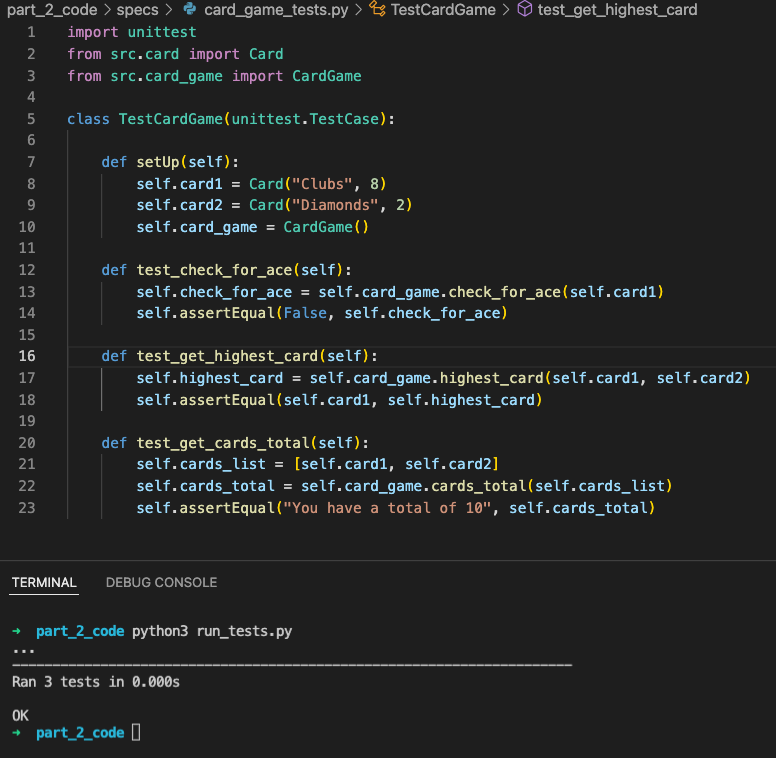 part_2_code > specs > card_game_tests.py > TestCardGame > test_get_highest_card
1 import unittest
2 from src.card import Card
3 from src.card_game import CardGame
4
5 class TestCardGame(unittest.TestCase):
6
7     def setUp(self):
8         self.card1 = Card("Clubs", 8)
9         self.card2 = Card("Diamonds", 2)
10         self.card_game = CardGame()
11
12     def test_check_for_ace(self):
13         self.check_for_ace = self.card_game.check_for_ace(self.card1)
14         self.assertEqual(False, self.check_for_ace)
15
16     def test_get_highest_card(self):
17         self.highest_card = self.card_game.highest_card(self.card1, self.card2)
18         self.assertEqual(self.card1, self.highest_card)
19
20     def test_get_cards_total(self):
21         self.cards_list = [self.card1, self.card2]
22         self.cards_total = self.card_game.cards_total(self.cards_list)
23         self.assertEqual("You have a total of 10", self.cards_total)
TERMINAL DEBUG CONSOLE
➜ part_2_code python3 run_tests.py
...
----------------------------------------------------------------------
Ran 3 tests in 0.000s
OK
➜ part_2_code